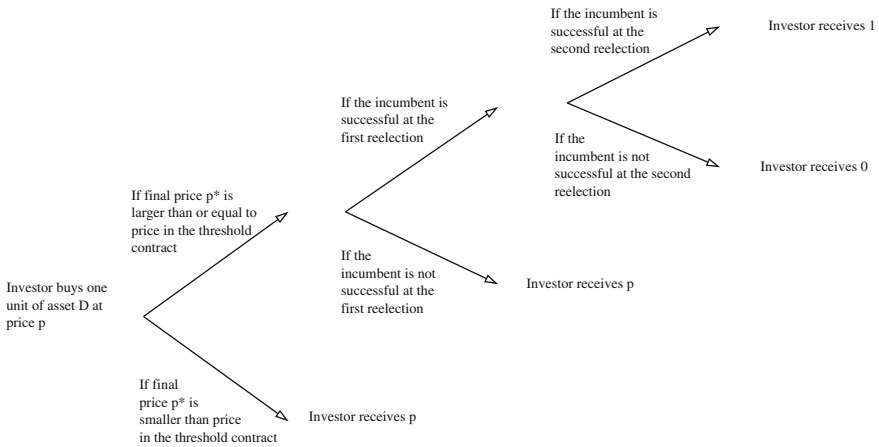 Investor buys one
unit of asset D at
price p
If final price p* is
larger than or equal to
price in the threshold
contract
If final
price p* is
smaller than price
in the threshold contract
Investor receives p
If the incumbent is
successful at the
first reelection
If the
incumbent is not
successful at the
first reelection
Investor receives p
If the incumbent is
successful at the
second reelection
Investor receives 1
If the
incumbent is not
successful at the second
reelection
Investor receives 0